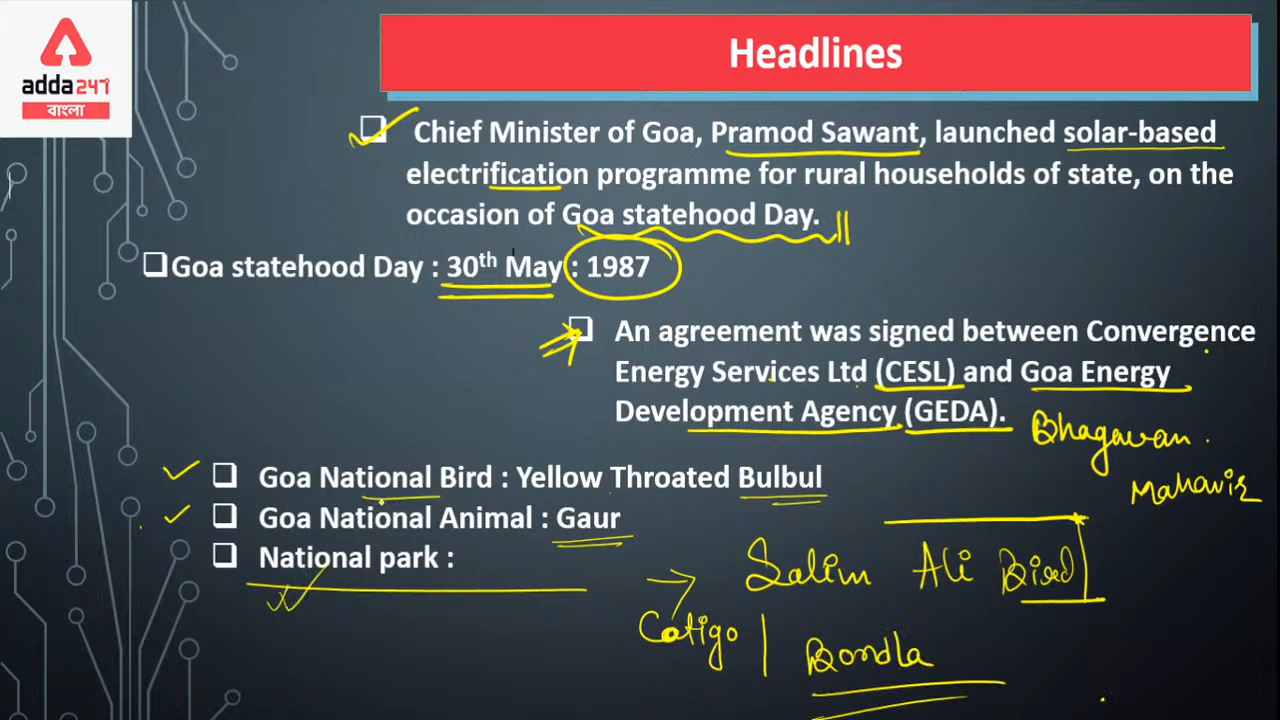 adda247
বাংলা
Headlines
Chief Minister of Goa, Pramod Sawant, launched solar-based
electrification programme for rural households of state, on the
occasion of Goa statehood Day.
Goa statehood Day : 30th May : 1987
An agreement was signed between Convergence
Energy Services Ltd (CESL) and Goa Energy
Development Agency (GEDA).
Bhagavan
Mahavir
Goa National Bird : Yellow Throated Bulbul
Goa National Animal : Gaur
National park :
Salim Ali Bird
Cotigo
Bondla